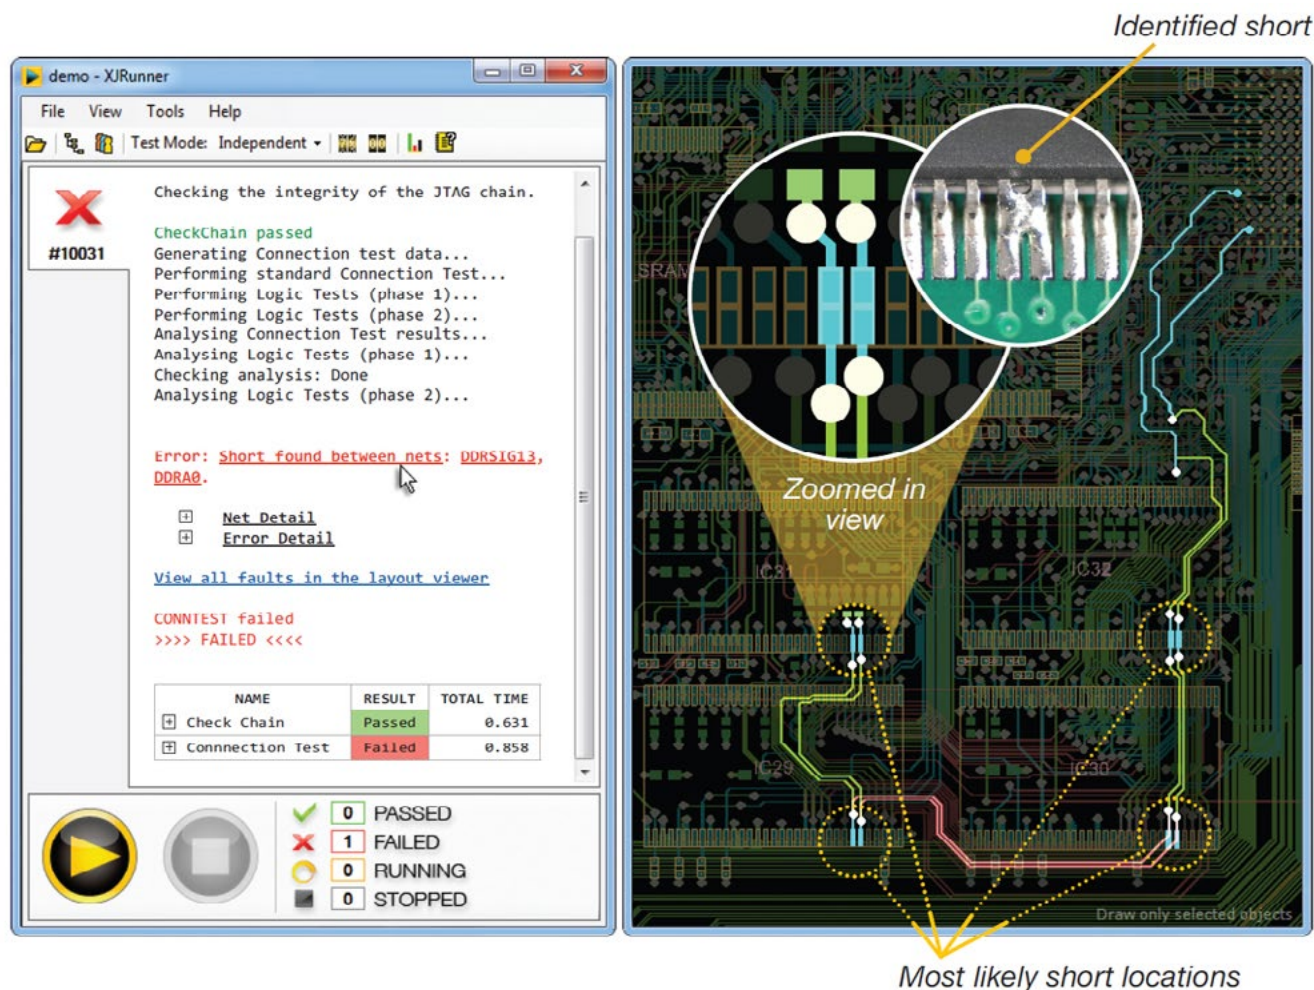 Identified short
demo - XJRunner
File View Tools Help
Test Mode: Independent
#10031
Checking the integrity of the JTAG chain.
CheckChain passed
Generating Connection test data...
Performing standard Connection Test...
Performing Logic Tests (phase 1)...
Performing Logic Tests (phase 2)...
Analysing Connection Test results...
Analysing Logic Tests (phase 1)...
Checking analysis: Done
Analysing Logic Tests (phase 2)...
Error: Short found between nets: DDRSIG13,
DDRA0.
Net Detail
Error Detail
View all faults in the layout viewer
CONNTEST failed
>>>> FAILED <<<<
NAME RESULT TOTAL TIME
Check Chain Passed 0.631
Connnection Test Failed 0.858
0 PASSED
1 FAILED
0 RUNNING
0 STOPPED
SRAM
Zoomed in
view
IC31
IC32
IC29
IC30
Draw only selected objects
Most likely short locations